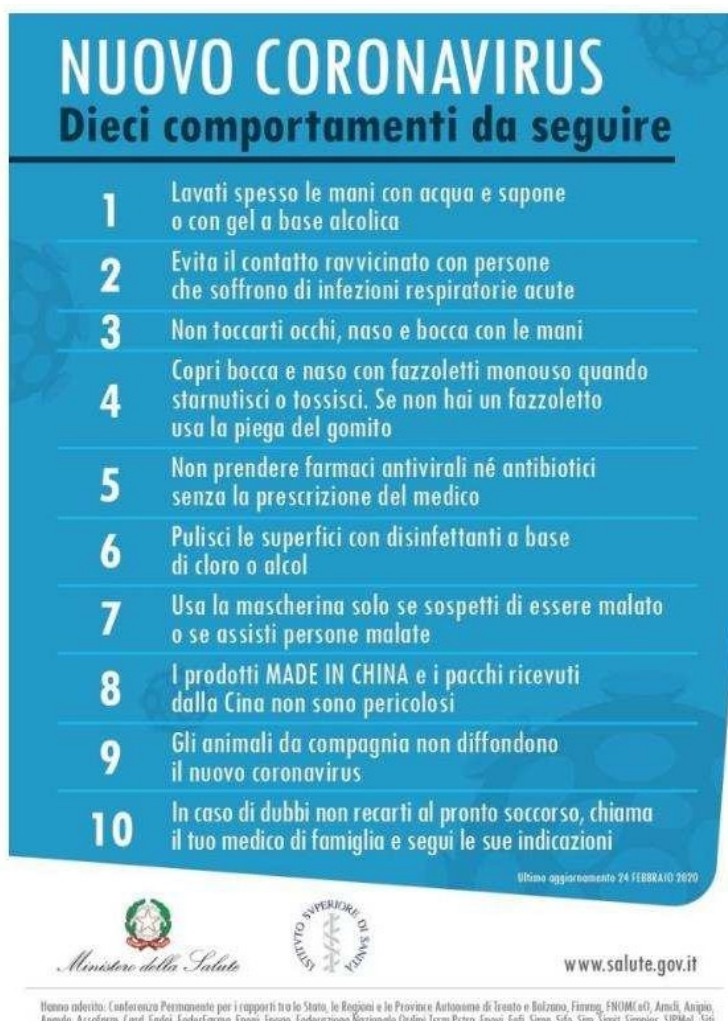 NUOVO CORONAVIRUS
Dieci comportamenti da seguire
1
Lavati spesso le mani con acqua e sapone
o con gel a base alcolica
2
Evita il contatto ravvicinato con persone
che soffrono di infezioni respiratorie acute
3
Non toccarti occhi, naso e bocca con le mani
4
Copri bocca e naso con fazzoletti monouso quando
starnutisci o tossisci. Se non hai un fazzoletto
usa la piega del gomito
5
Non prendere farmaci antivirali né antibiotici
senza la prescrizione del medico
6
Pulisci le superfici con disinfettanti a base
di cloro o alcol
7
Usa la mascherina solo se sospetti di essere malato
o se assisti persone malate
8
I prodotti MADE IN CHINA e i pacchi ricevuti
dalla Cina non sono pericolosi
9
Gli animali da compagnia non diffondono
il nuovo coronavirus
10
In caso di dubbi non recarti al pronto soccorso, chiama
il tuo medico di famiglia e segui le sue indicazioni
Ultimo aggiornamento 24 FEBBRAIO 2020
Ministero della Salute
ISTITVTO SVPERIORE DI SANITÀ
www.salute.gov.it
Hanno aderito: Conferenza Permanente per i rapporti tra lo Stato, le Regioni e le Province Autonome di Trento e Bolzano, Fimmg, FNOMCeO, Amcli, Anipio,